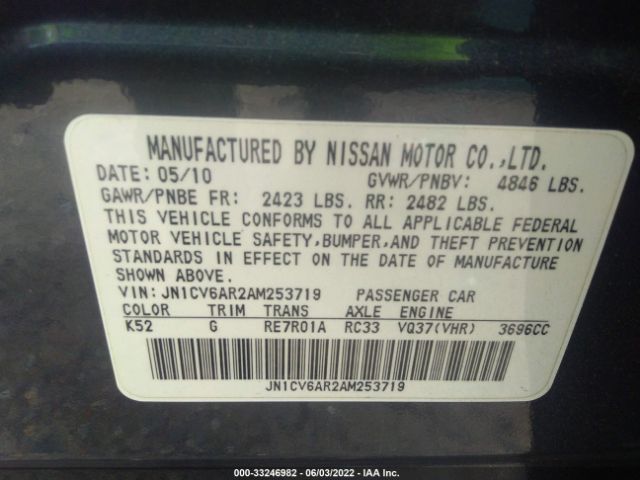 MANUFACTURED BY NISSAN MOTOR CO.,LTD.
DATE: 05/10 GVWR/PNBV: 4846 LBS.
GAWR/PNBE FR: 2423 LBS. RR: 2482 LBS.
THIS VEHICLE CONFORMS TO ALL APPLICABLE FEDERAL
MOTOR VEHICLE SAFETY,BUMPER,AND THEFT PREVENTION
STANDARDS IN EFFECT ON THE DATE OF MANUFACTURE
SHOWN ABOVE.
VIN:JN1CV6AR2AM253719 PASSENGER CAR
COLOR TRIM TRANS AXLE ENGINE
K52 G RE7R01A RC33 VQ37(VHR) 3696CC
JN1CV6AR2AM253719
000-33246982 - 06/03/2022 - IAA Inc.